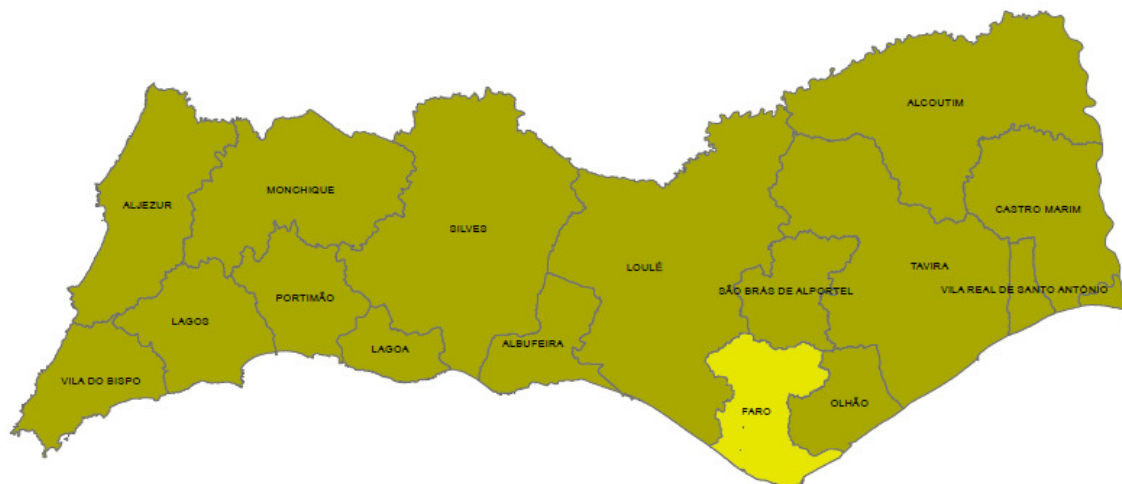 ALCOUTIM
MONCHIQUE
ALJEZUR
CASTRO MARIM
SILVES
LOULÉ
TAVIRA
SÃO BRÁS DE ALPORTEL
VILA REAL DE SANTO ANTÓNIO
PORTIMÃO
LAGOS
ALBUFEIRA
LAGOA
VILA DO BISPO
OLHÃO
FARO